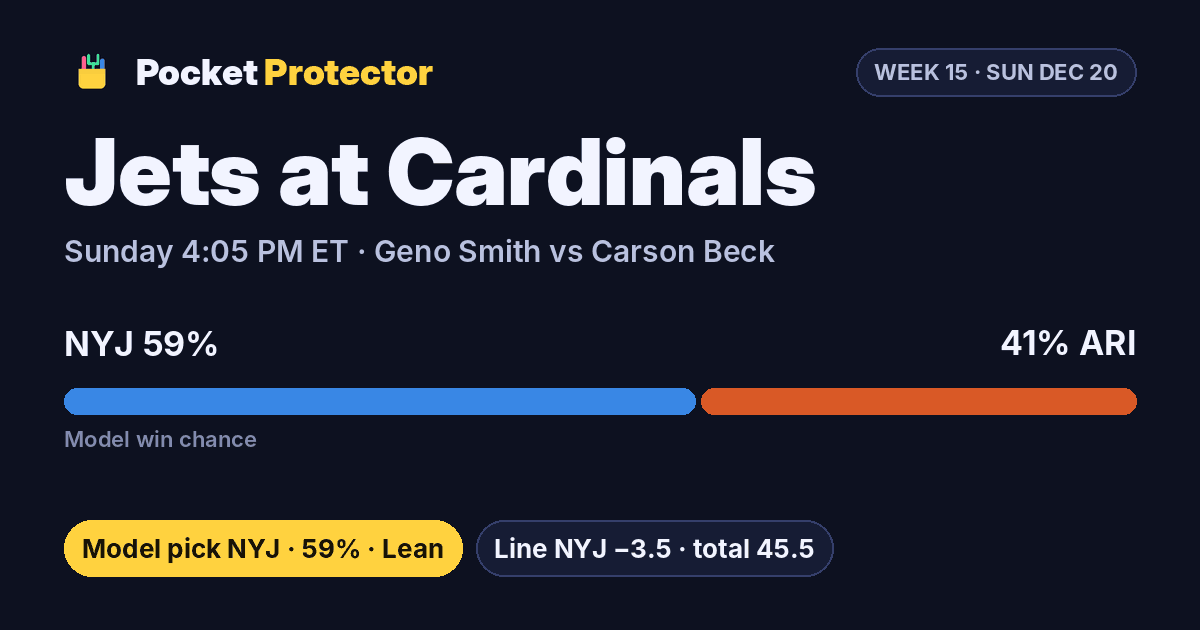 Pocket Protector
WEEK 15 · SUN DEC 20
Jets at Cardinals
Sunday 4:05 PM ET · Geno Smith vs Carson Beck
NYJ 59%
41% ARI
Model win chance
Model pick NYJ · 59% · Lean
Line NYJ −3.5 · total 45.5